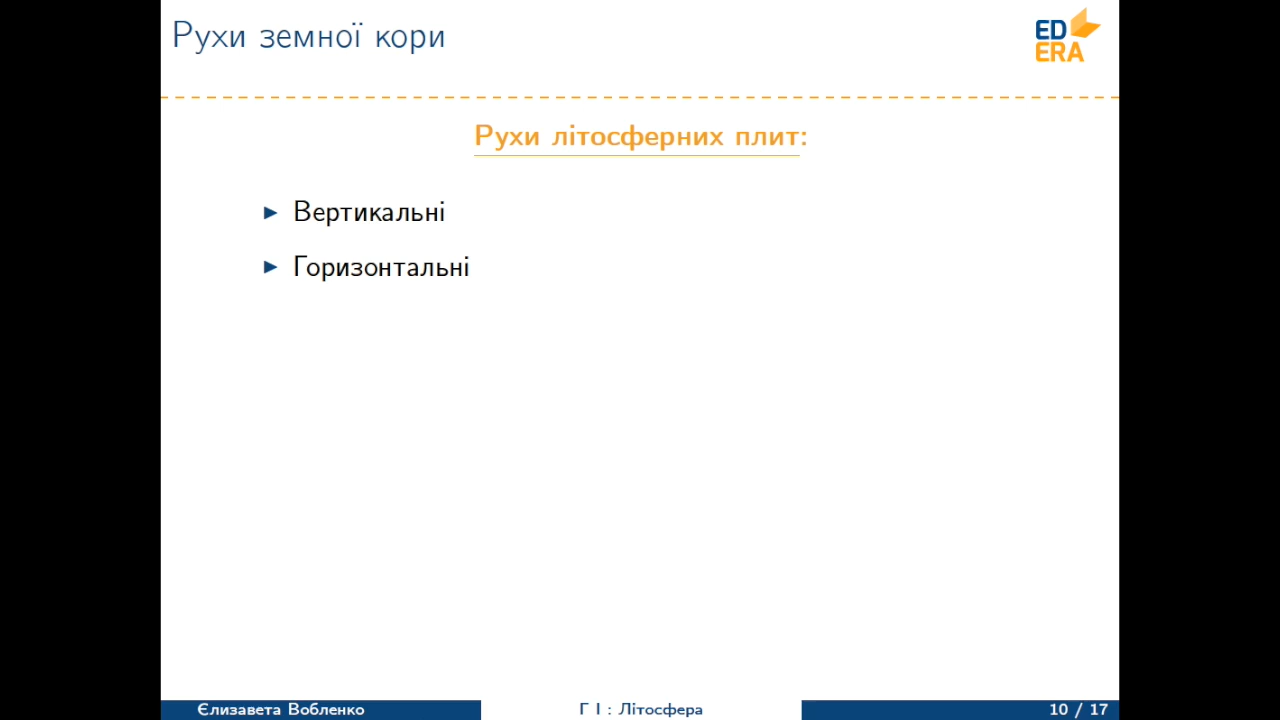 Рухи земної кори
ED
ERA
Рухи літосферних плит:
Вертикальні
Горизонтальні
Єлизавета Вобленко
Г І : Літосфера
10 / 17